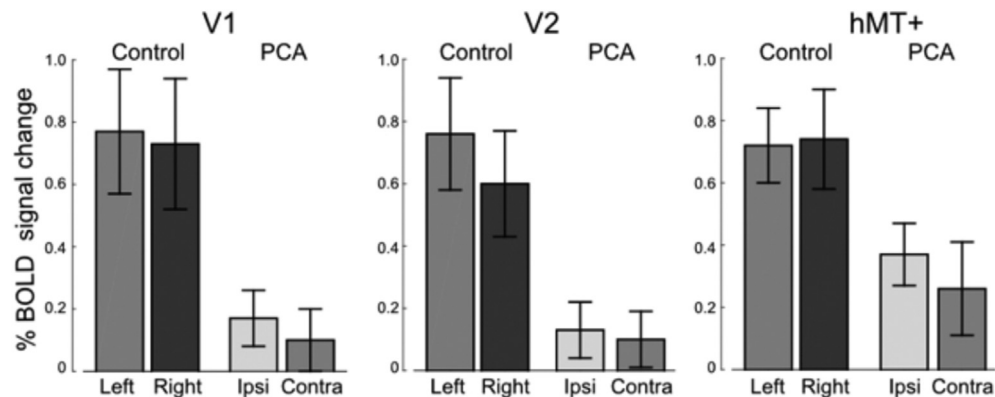 V1 V2 hMT+
Control PCA Control PCA Control PCA
% BOLD signal change
1.0 1.0 1.0
0.8 0.8 0.8
0.6 0.6 0.6
0.4 0.4 0.4
0.2 0.2 0.2
0 0 0
Left Right Ipsi Contra Left Right Ipsi Contra Left Right Ipsi Contra